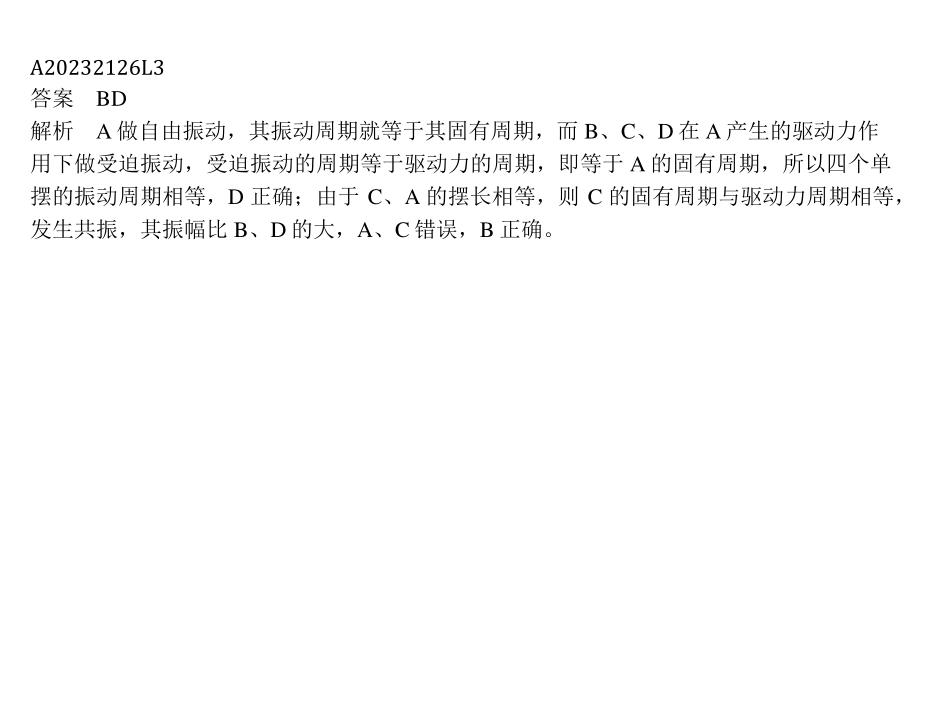 A20232126L3
答案　BD
解析　A 做自由振动，其振动周期就等于其固有周期，而 B、C、D 在 A 产生的驱动力作
用下做受迫振动，受迫振动的周期等于驱动力的周期，即等于 A 的固有周期，所以四个单
摆的振动周期相等，D 正确；由于 C、A 的摆长相等，则 C 的固有周期与驱动力周期相等，
发生共振，其振幅比 B、D 的大，A、C 错误，B 正确。